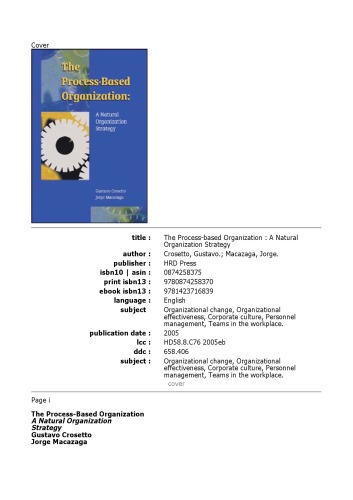 Cover
The
Process-Based
Organization:
A Natural
Organization
Strategy
Gustavo Crosetto
Jorge Macazaga
title : The Process-based Organization : A Natural
Organization Strategy
author : Crosetto, Gustavo.; Macazaga, Jorge.
publisher : HRD Press
isbn10 | asin : 0874258375
print isbn13 : 9780874258370
ebook isbn13 : 9781423716839
language : English
subject Organizational change, Organizational
effectiveness, Corporate culture, Personnel
management, Teams in the workplace.
publication date : 2005
lcc : HD58.8.C76 2005eb
ddc : 658.406
subject : Organizational change, Organizational
effectiveness, Corporate culture, Personnel
management, Teams in the workplace.
cover
Page i
The Process-Based Organization
A Natural Organization
Strategy
Gustavo Crosetto
Jorge Macazaga